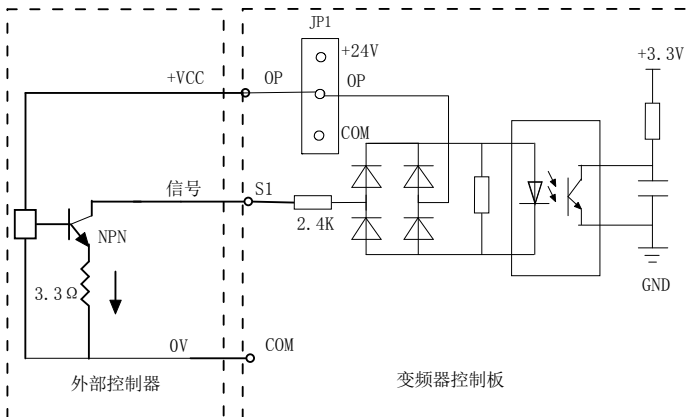 JP1
+24V
+3.3V
+VCC
OP
OP
COM
信号
S1
2.4K
NPN
3.3Ω
GND
0V
COM
外部控制器
变频器控制板